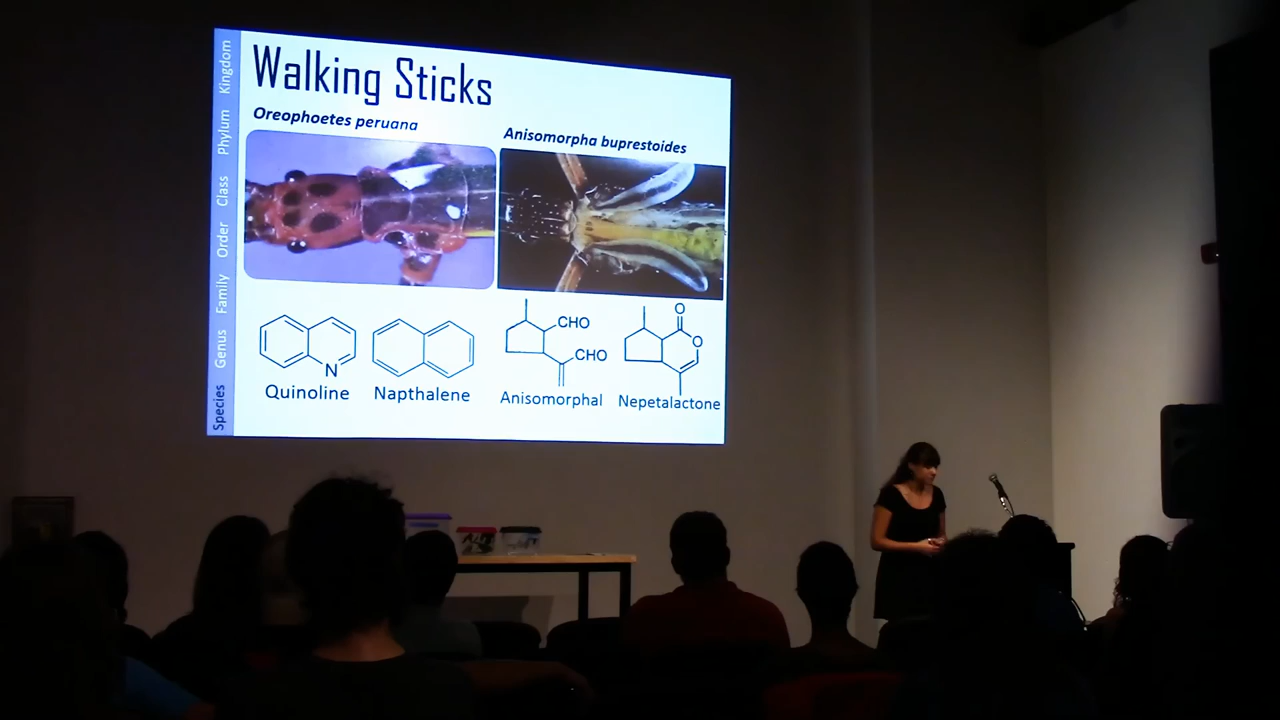 Walking Sticks
Oreophoetes peruana
Anisomorpha buprestoides
Kingdom
Phylum
Class
Order
Family
Genus
Species
N
Quinoline
Napthalene
CHO
CHO
Anisomorphal
O
O
Nepetalactone